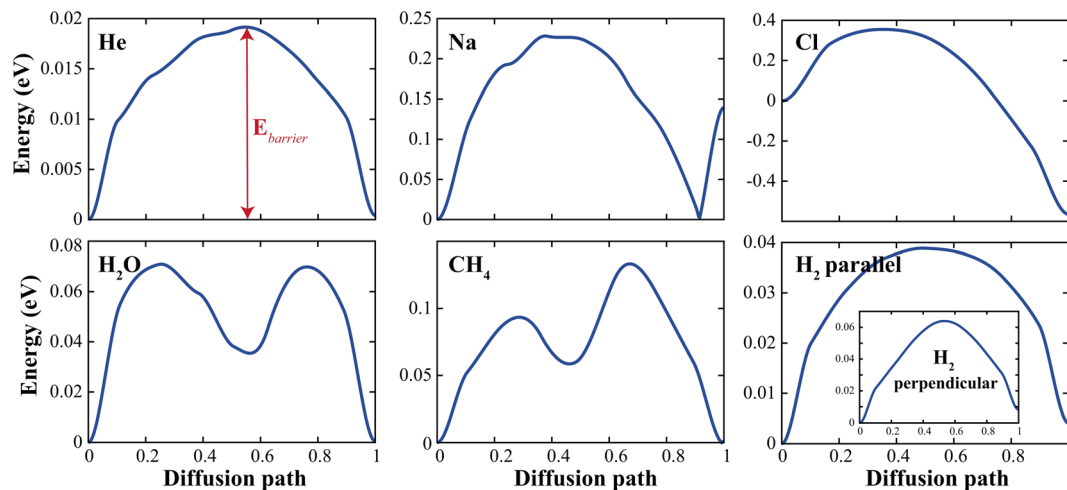 0.02
0.015
0.01
0.005
0
Energy (eV)
He
E barrier
0.25
0.20
0.15
0.10
0.05
0
Na
0.4
0.2
0
-0.2
-0.4
Cl
0.08
0.06
0.04
0.02
0
Energy (eV)
H2O
0 0.2 0.4 0.6 0.8 1
Diffusion path
0.1
0.05
0
CH4
0 0.2 0.4 0.6 0.8 1
Diffusion path
0.04
0.03
0.02
0.01
0
H2 parallel
0.06
0.04
0.02
0
H2
perpendicular
0 0.2 0.4 0.6 0.8 1
0 0.2 0.4 0.6 0.8 1
Diffusion path